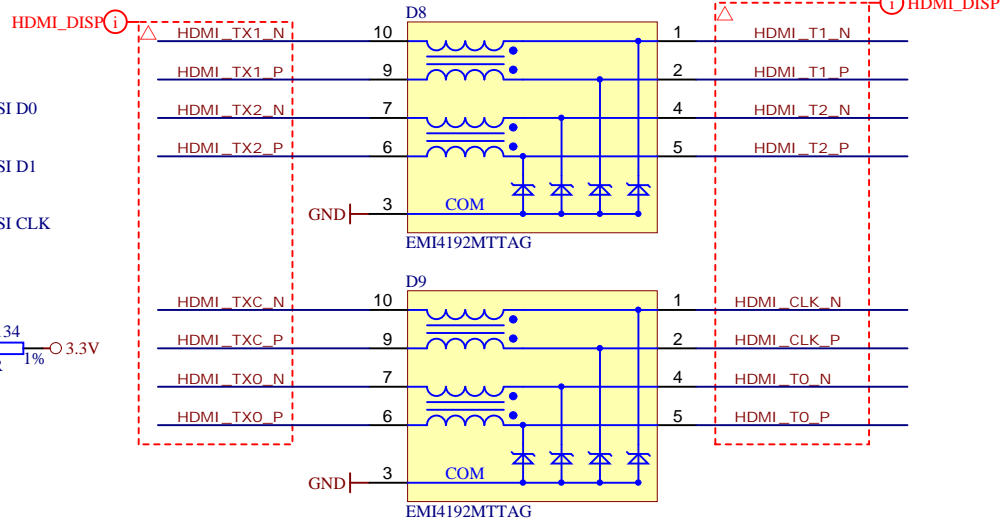 HDMI_DISP i
i HDMI_DISP
D8
HDMI_TX1_N 10 1 HDMI_T1_N
HDMI_TX1_P 9 2 HDMI_T1_P
HDMI_TX2_N 7 4 HDMI_T2_N
SI D0
HDMI_TX2_P 6 5 HDMI_T2_P
SI D1
GND 3 COM
SI CLK
EMI4192MTTAG
D9
HDMI_TXC_N 10 1 HDMI_CLK_N
34
HDMI_TXC_P 9 2 HDMI_CLK_P
3.3V
1%
HDMI_TX0_N 7 4 HDMI_T0_N
HDMI_TX0_P 6 5 HDMI_T0_P
GND 3 COM
EMI4192MTTAG